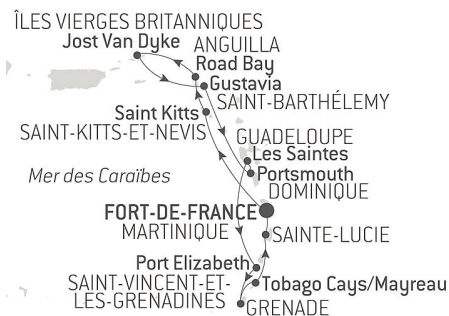 ÎLES VIERGES BRITANNIQUES
Jost Van Dyke
ANGUILLA
Road Bay
Gustavia
SAINT-BARTHÉLEMY
Saint Kitts
SAINT-KITTS-ET-NEVIS
GUADELOUPE
Les Saintes
Mer des Caraïbes
Portsmouth
DOMINIQUE
FORT-DE-FRANCE
MARTINIQUE
SAINTE-LUCIE
Port Elizabeth
SAINT-VINCENT-ET-
LES-GRENADINES
Tobago Cays/Mayreau
GRENADE